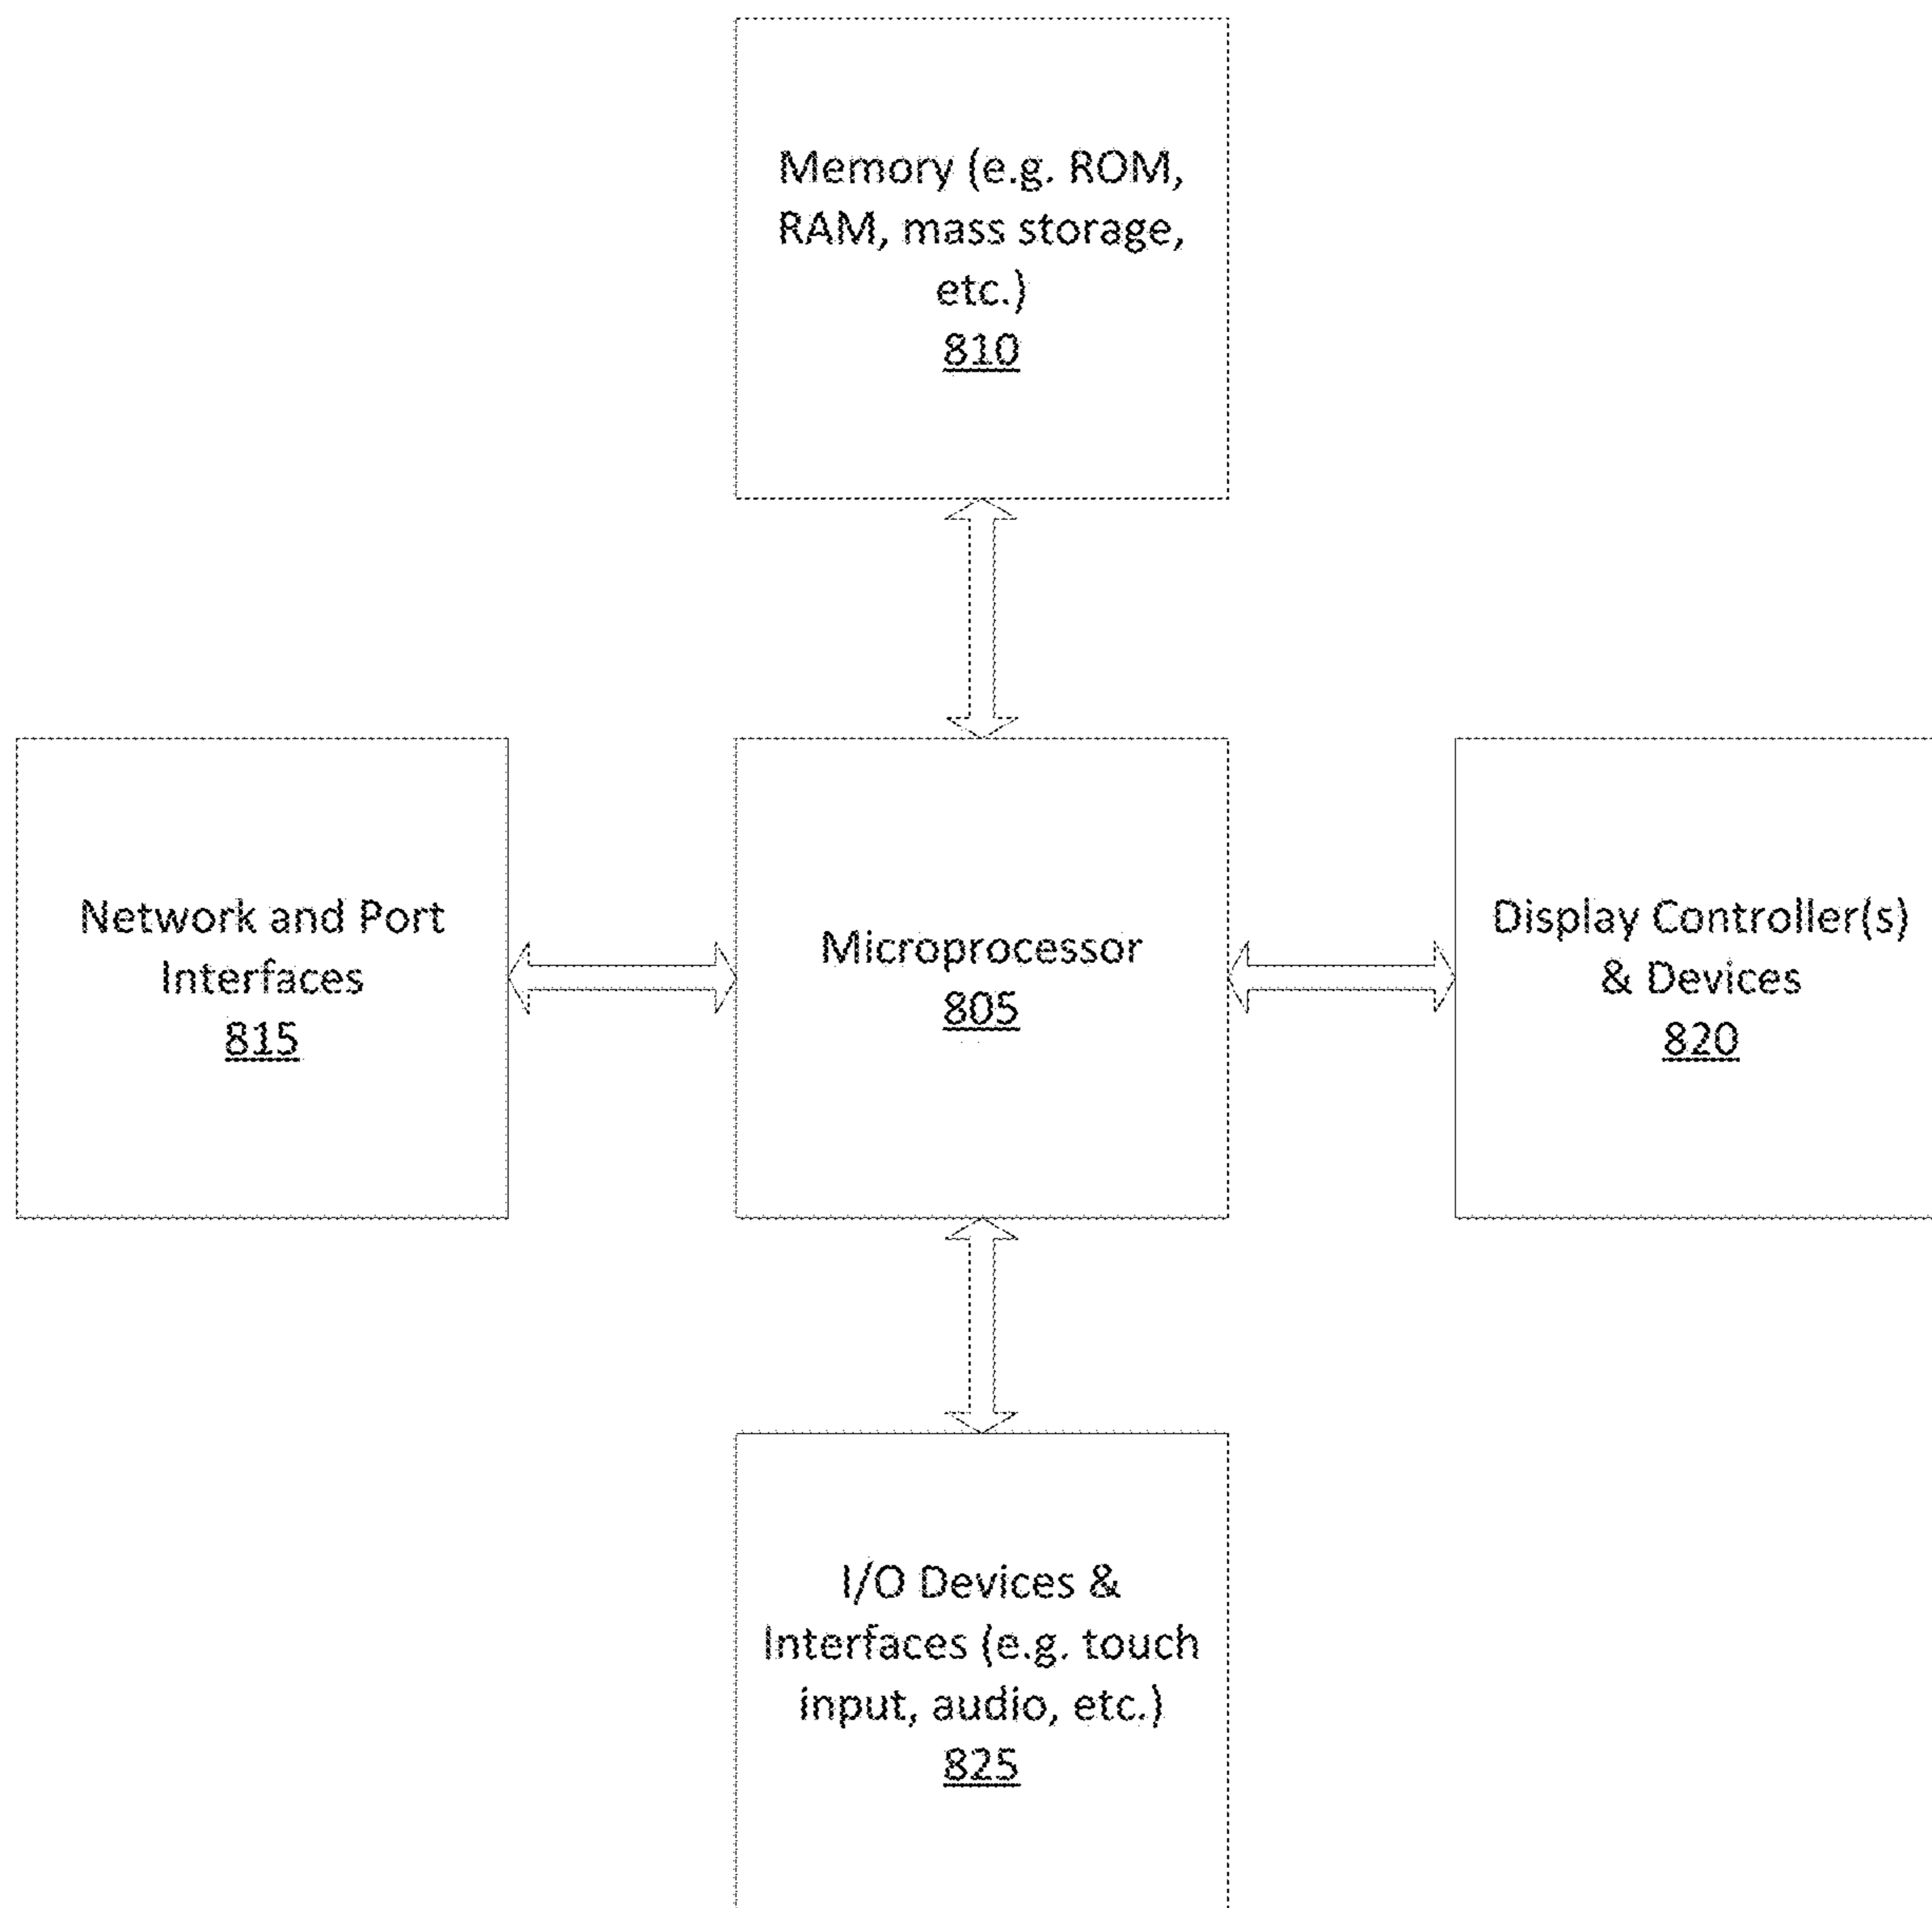 Memory (e.g. ROM,
RAM, mass storage,
etc.)
810
Network and Port
Interfaces
815
Microprocessor
805
Display Controller(s)
& Devices
820
I/O Devices &
Interfaces (e.g. touch
input, audio, etc.)
825